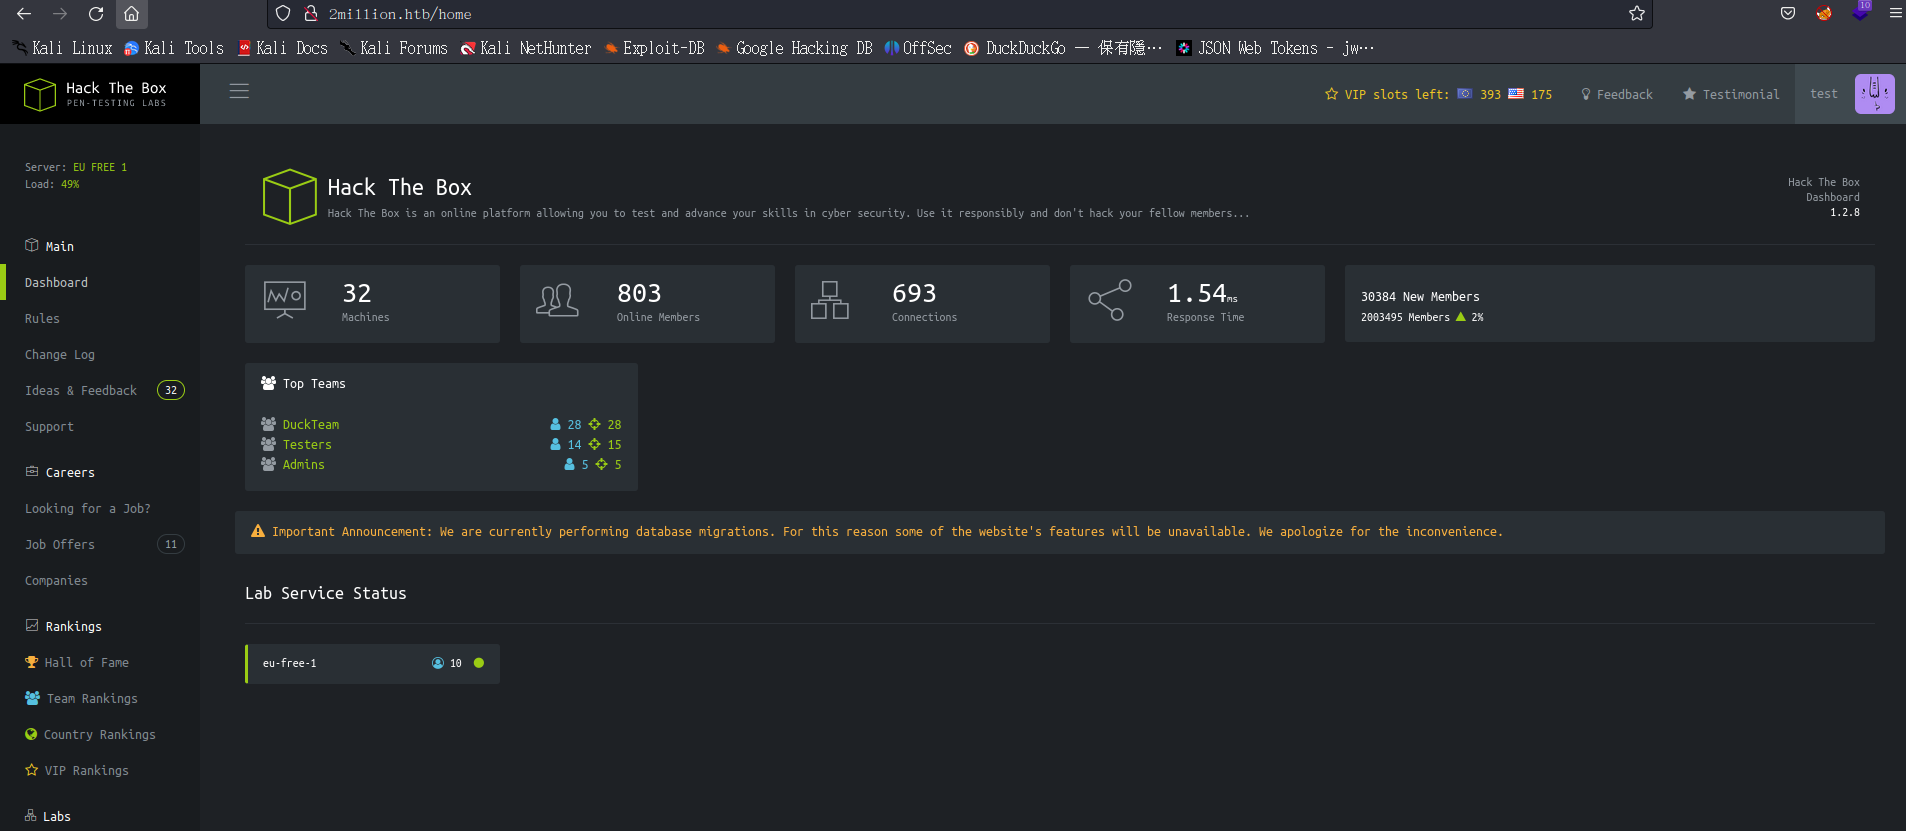 2million.htb/home
10
Kali Linux Kali Tools Kali Docs Kali Forums Kali NetHunter Exploit-DB Google Hacking DB OffSec DuckDuckGo — 保有隱… JSON Web Tokens - jw…
Hack The Box
PEN-TESTING LABS
VIP slots left: 393 175 Feedback Testimonial test
Server: EU FREE 1
Load: 49%
Main
Dashboard
Rules
Change Log
Ideas & Feedback 32
Support
Careers
Looking for a Job?
Job Offers 11
Companies
Rankings
Hall of Fame
Team Rankings
Country Rankings
VIP Rankings
Labs
Hack The Box
Hack The Box is an online platform allowing you to test and advance your skills in cyber security. Use it responsibly and don't hack your fellow members...
Hack The Box
Dashboard
1.2.8
32
Machines
803
Online Members
693
Connections
1.54ms
Response Time
30384 New Members
2003495 Members 2%
Top Teams
DuckTeam 28 28
Testers 14 15
Admins 5 5
Important Announcement: We are currently performing database migrations. For this reason some of the website's features will be unavailable. We apologize for the inconvenience.
Lab Service Status
eu-free-1 10